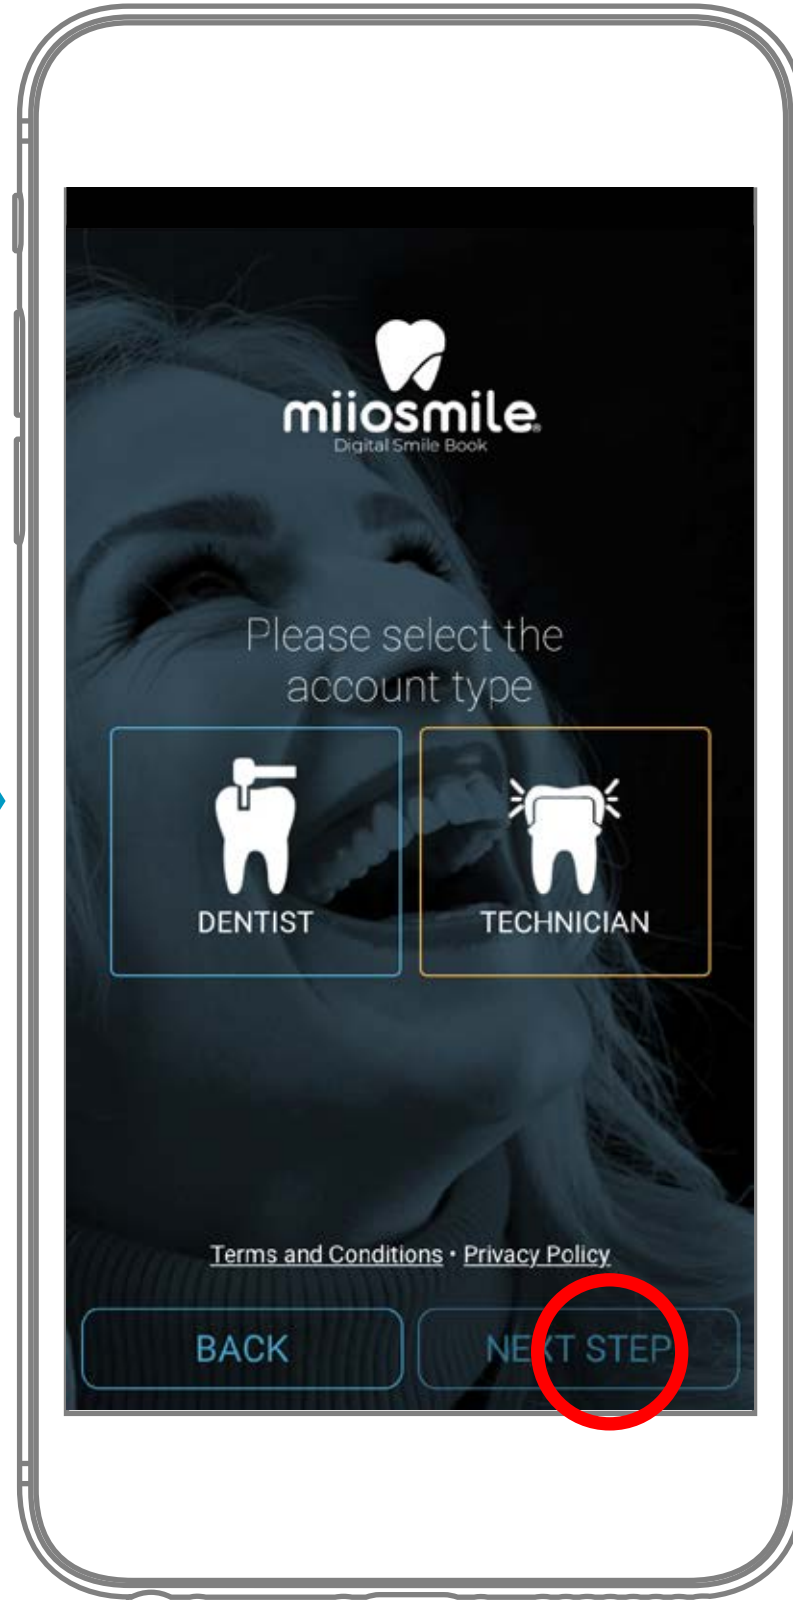 miiosmile®
Digital Smile Book
Please select the
account type
DENTIST
TECHNICIAN
Terms and Conditions • Privacy Policy
BACK
NEXT STEP